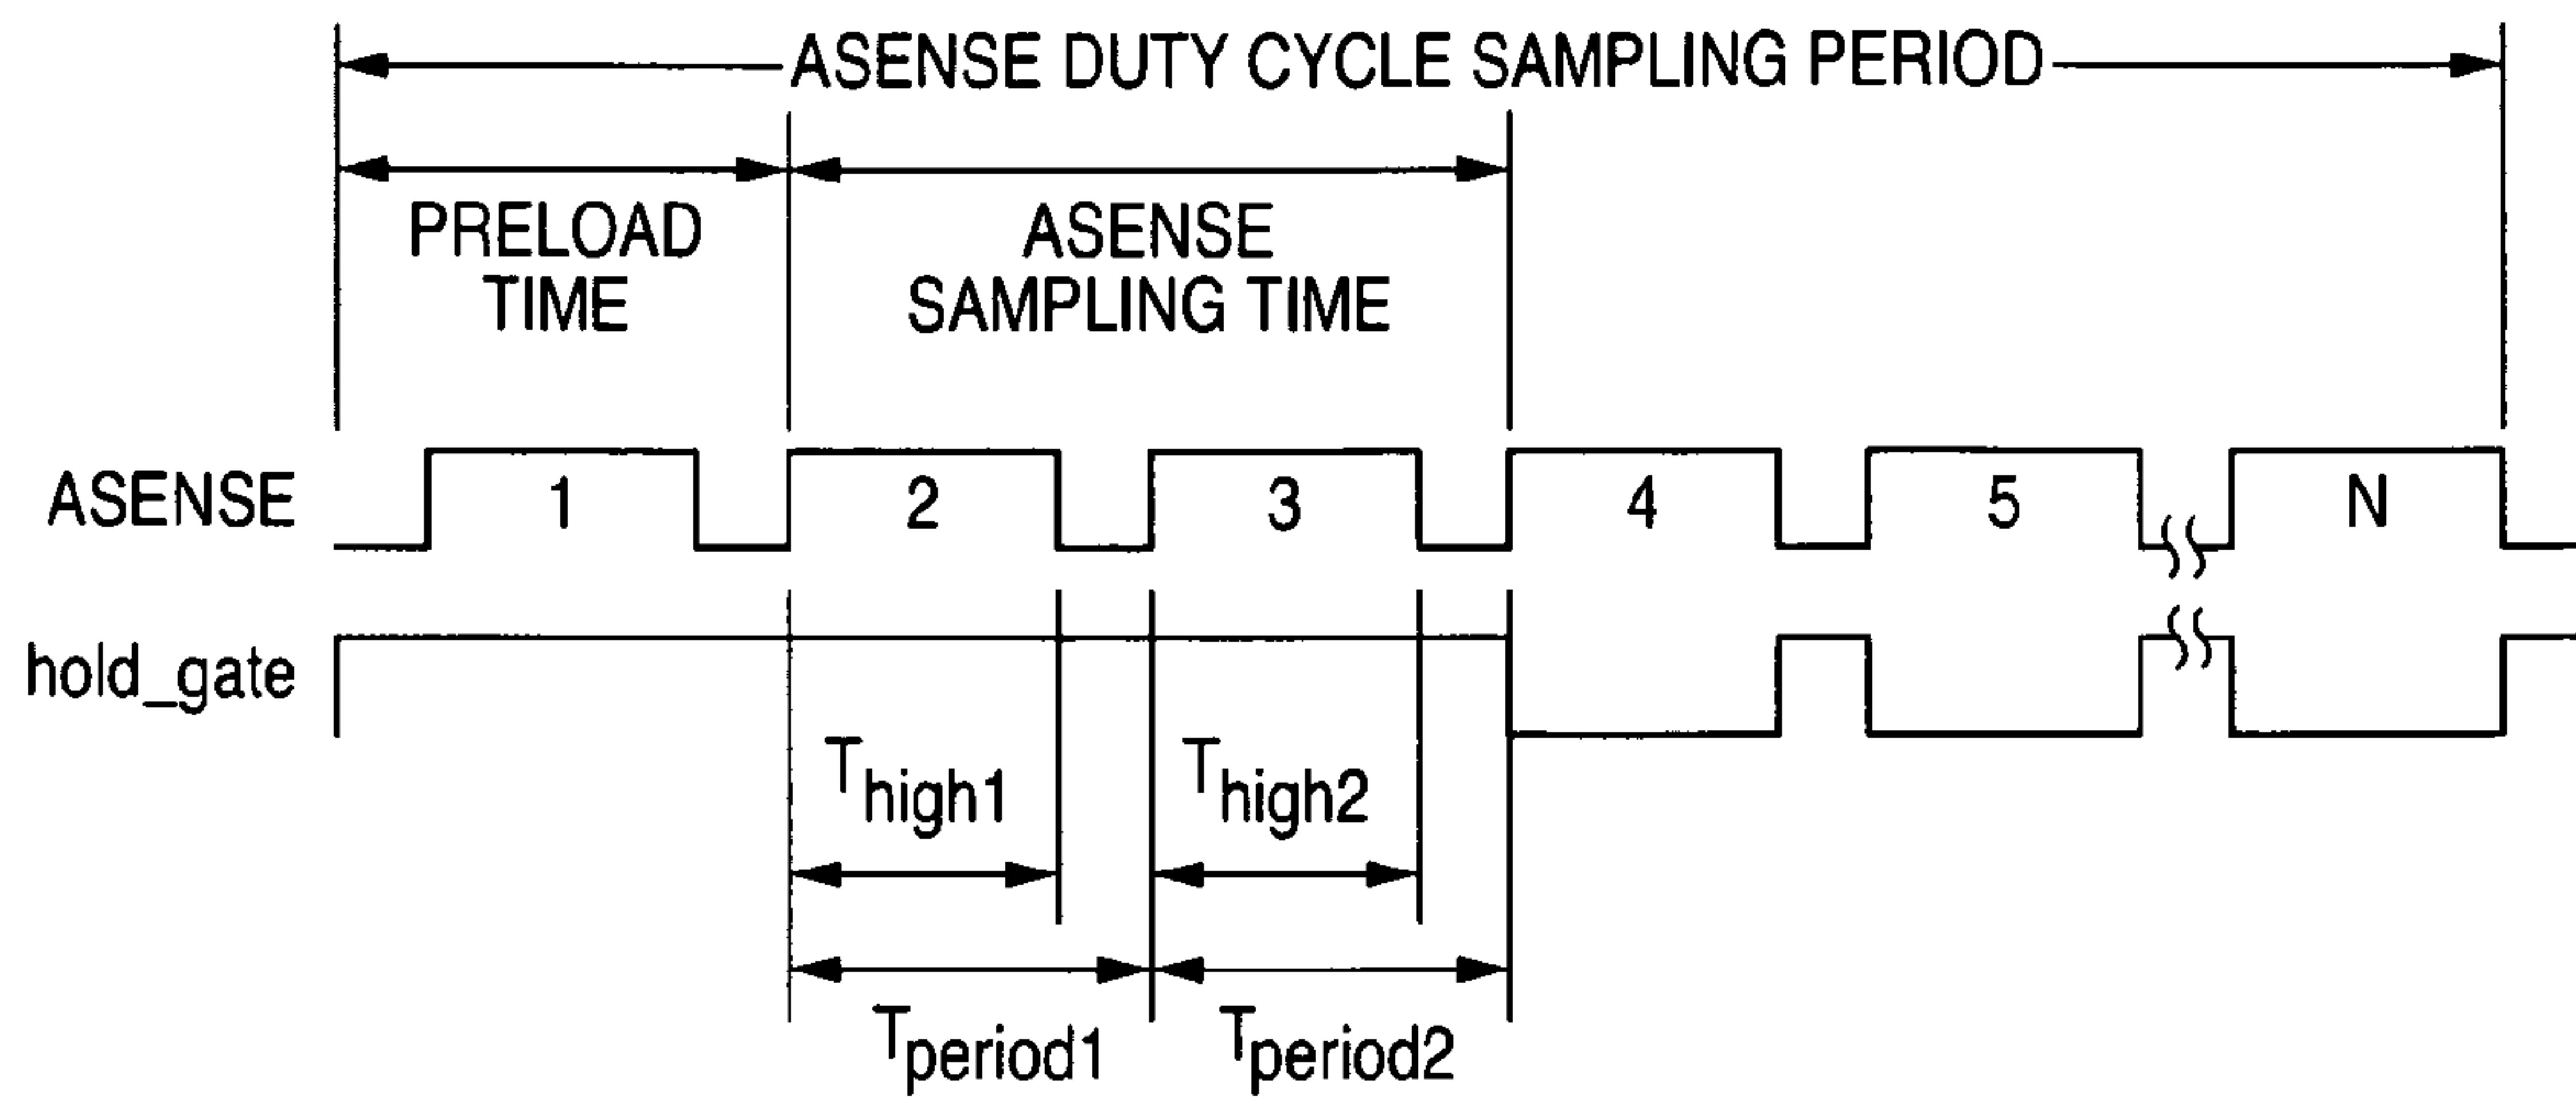 ASENSE DUTY CYCLE SAMPLING PERIOD
PRELOAD
TIME
ASENSE
SAMPLING TIME
ASENSE
1
2
3
4
5
N
hold_gate
Thigh1
Thigh2
Tperiod1
Tperiod2